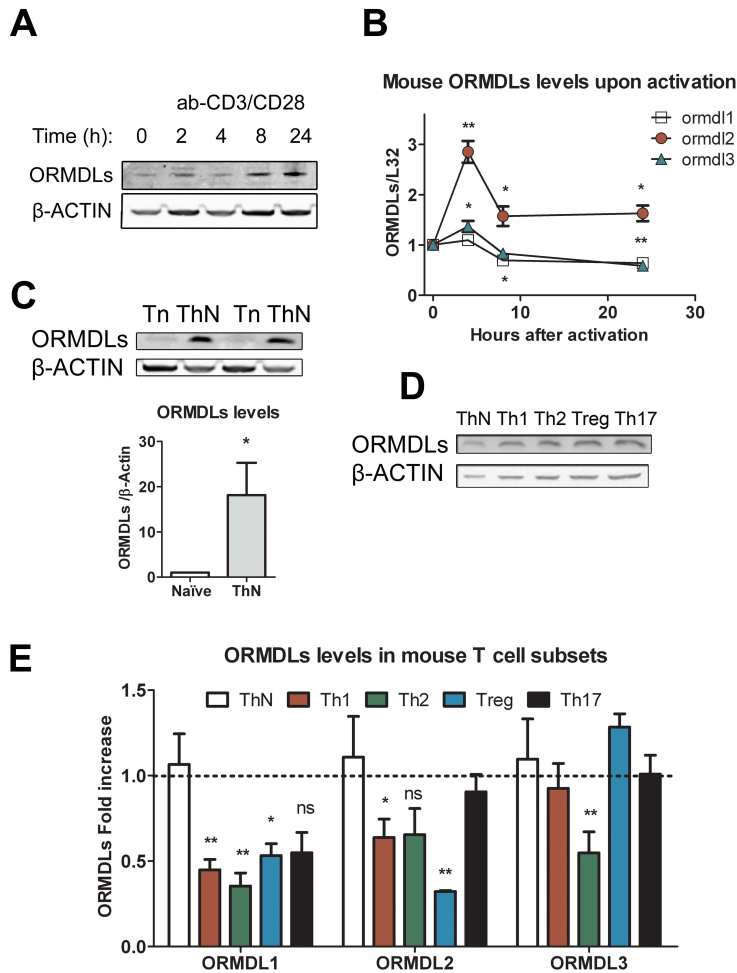 A
ab-CD3/CD28
Time (h): 0 2 4 8 24
ORMDLs
β-ACTIN
B
Mouse ORMDLs levels upon activation
ormdl1
ormdl2
ormdl3
ORMDLs/L32
3
2
1
0
**
*
*
*
**
*
0 10 20 30
Hours after activation
C
Tn ThN Tn ThN
ORMDLs
β-ACTIN
ORMDLs levels
ORMDLs /β-Actin
30
20
10
0
*
Naïve ThN
D
ThN Th1 Th2 Treg Th17
ORMDLs
β-ACTIN
E
ORMDLs levels in mouse T cell subsets
ThN Th1 Th2 Treg Th17
ORMDLs Fold increase
1.5
1.0
0.5
0.0
** ** * ns
* ns **
**
ORMDL1 ORMDL2 ORMDL3